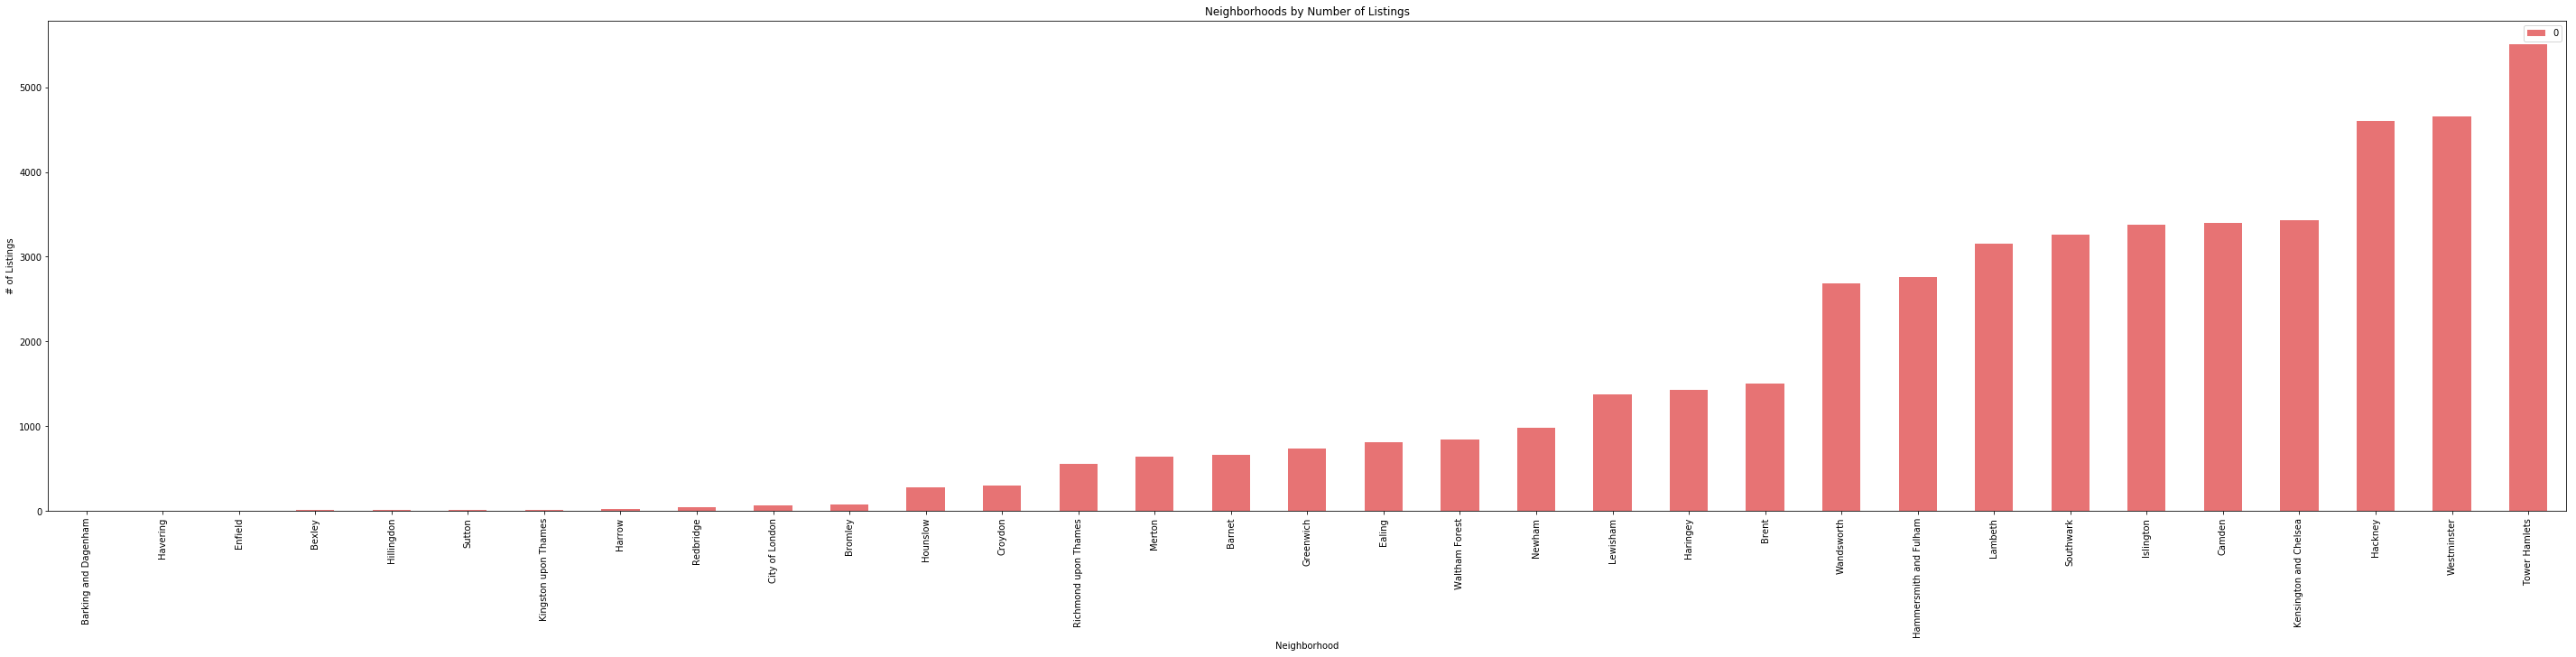 Neighborhoods by Number of Listings
0
# of Listings
5000
4000
3000
2000
1000
0
Barking and Dagenham
Havering
Enfield
Bexley
Hillingdon
Sutton
Kingston upon Thames
Harrow
Redbridge
City of London
Bromley
Hounslow
Croydon
Richmond upon Thames
Merton
Barnet
Greenwich
Ealing
Waltham Forest
Newham
Lewisham
Haringey
Brent
Wandsworth
Hammersmith and Fulham
Lambeth
Southwark
Islington
Camden
Kensington and Chelsea
Hackney
Westminster
Tower Hamlets
Neighborhood